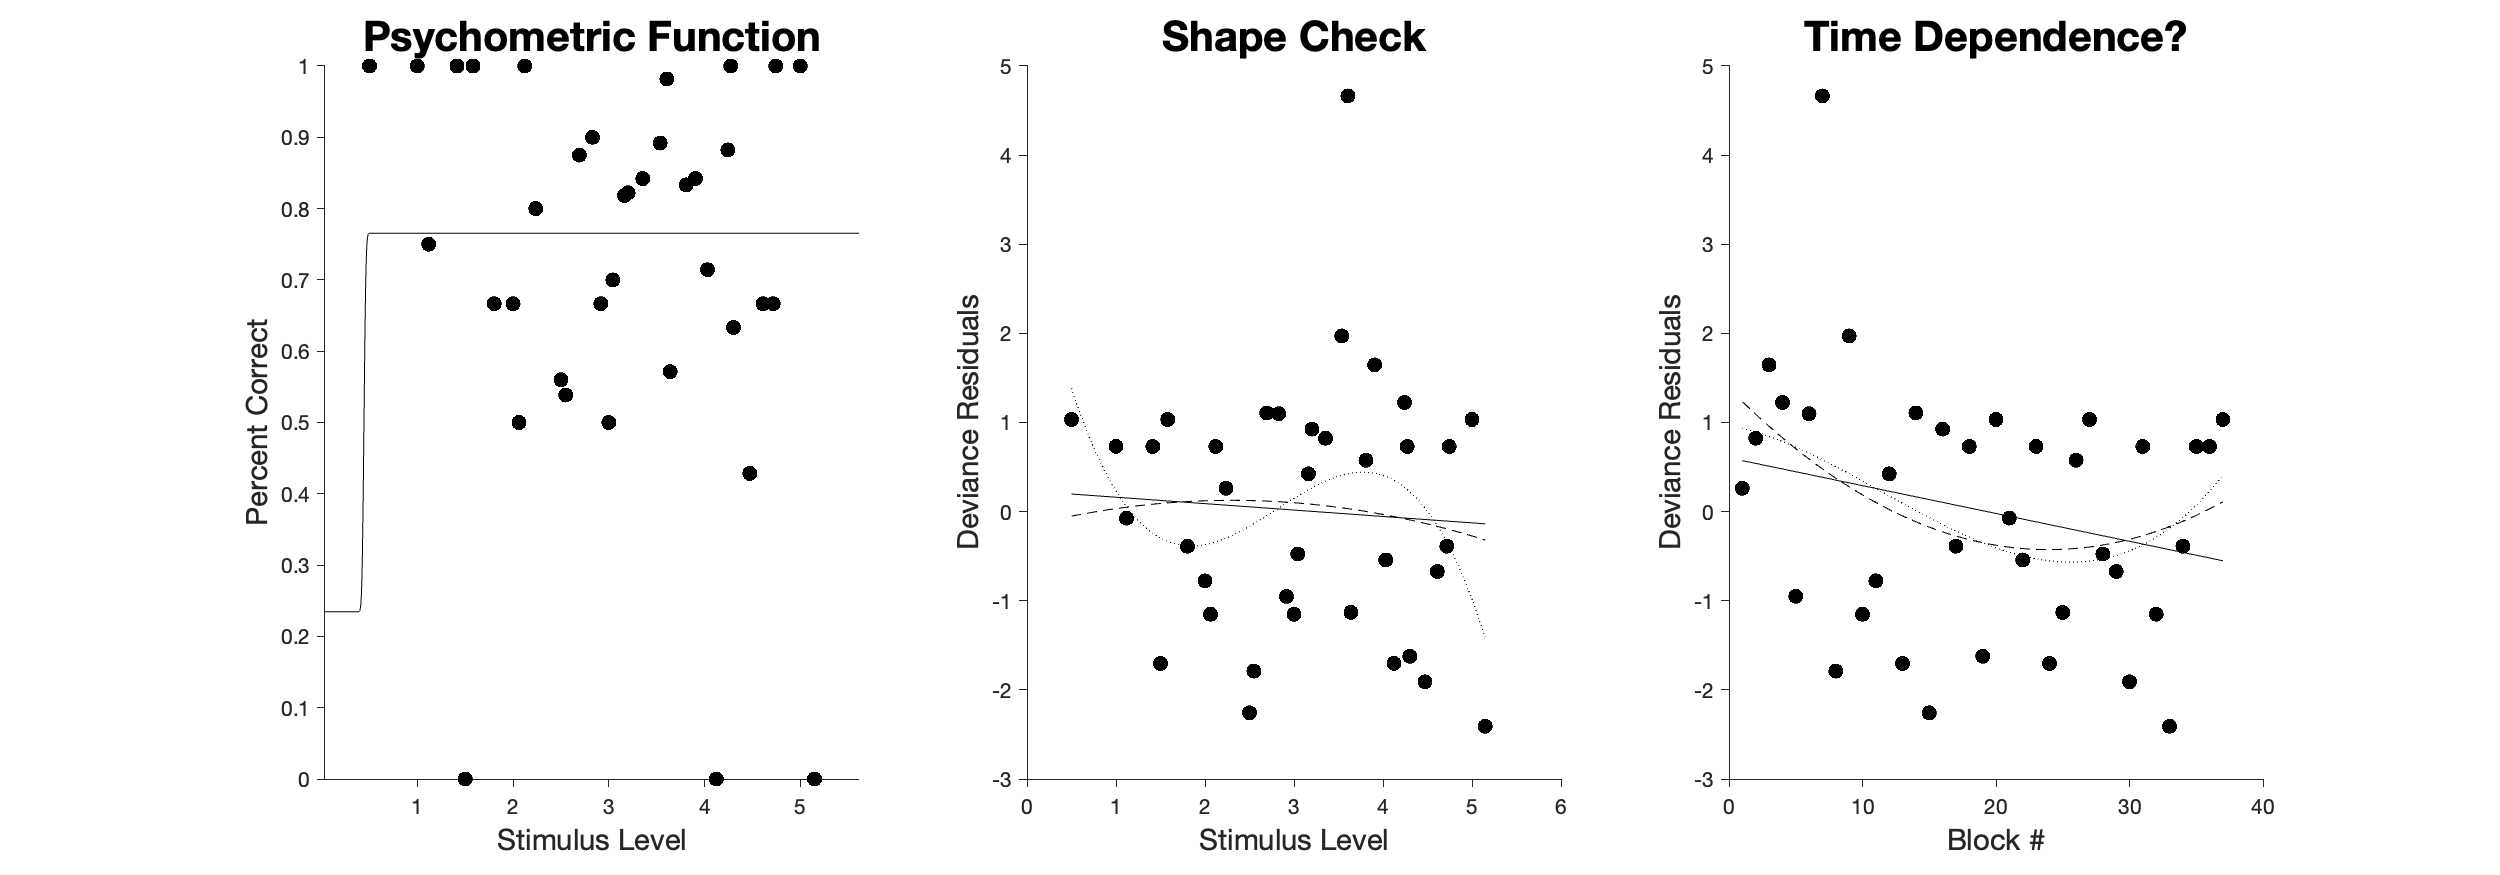 Psychometric Function
Percent Correct
1
0.9
0.8
0.7
0.6
0.5
0.4
0.3
0.2
0.1
0
1 2 3 4 5
Stimulus Level
Shape Check
Deviance Residuals
5
4
3
2
1
0
-1
-2
-3
0 1 2 3 4 5 6
Stimulus Level
Time Dependence?
Deviance Residuals
5
4
3
2
1
0
-1
-2
-3
0 10 20 30 40
Block #